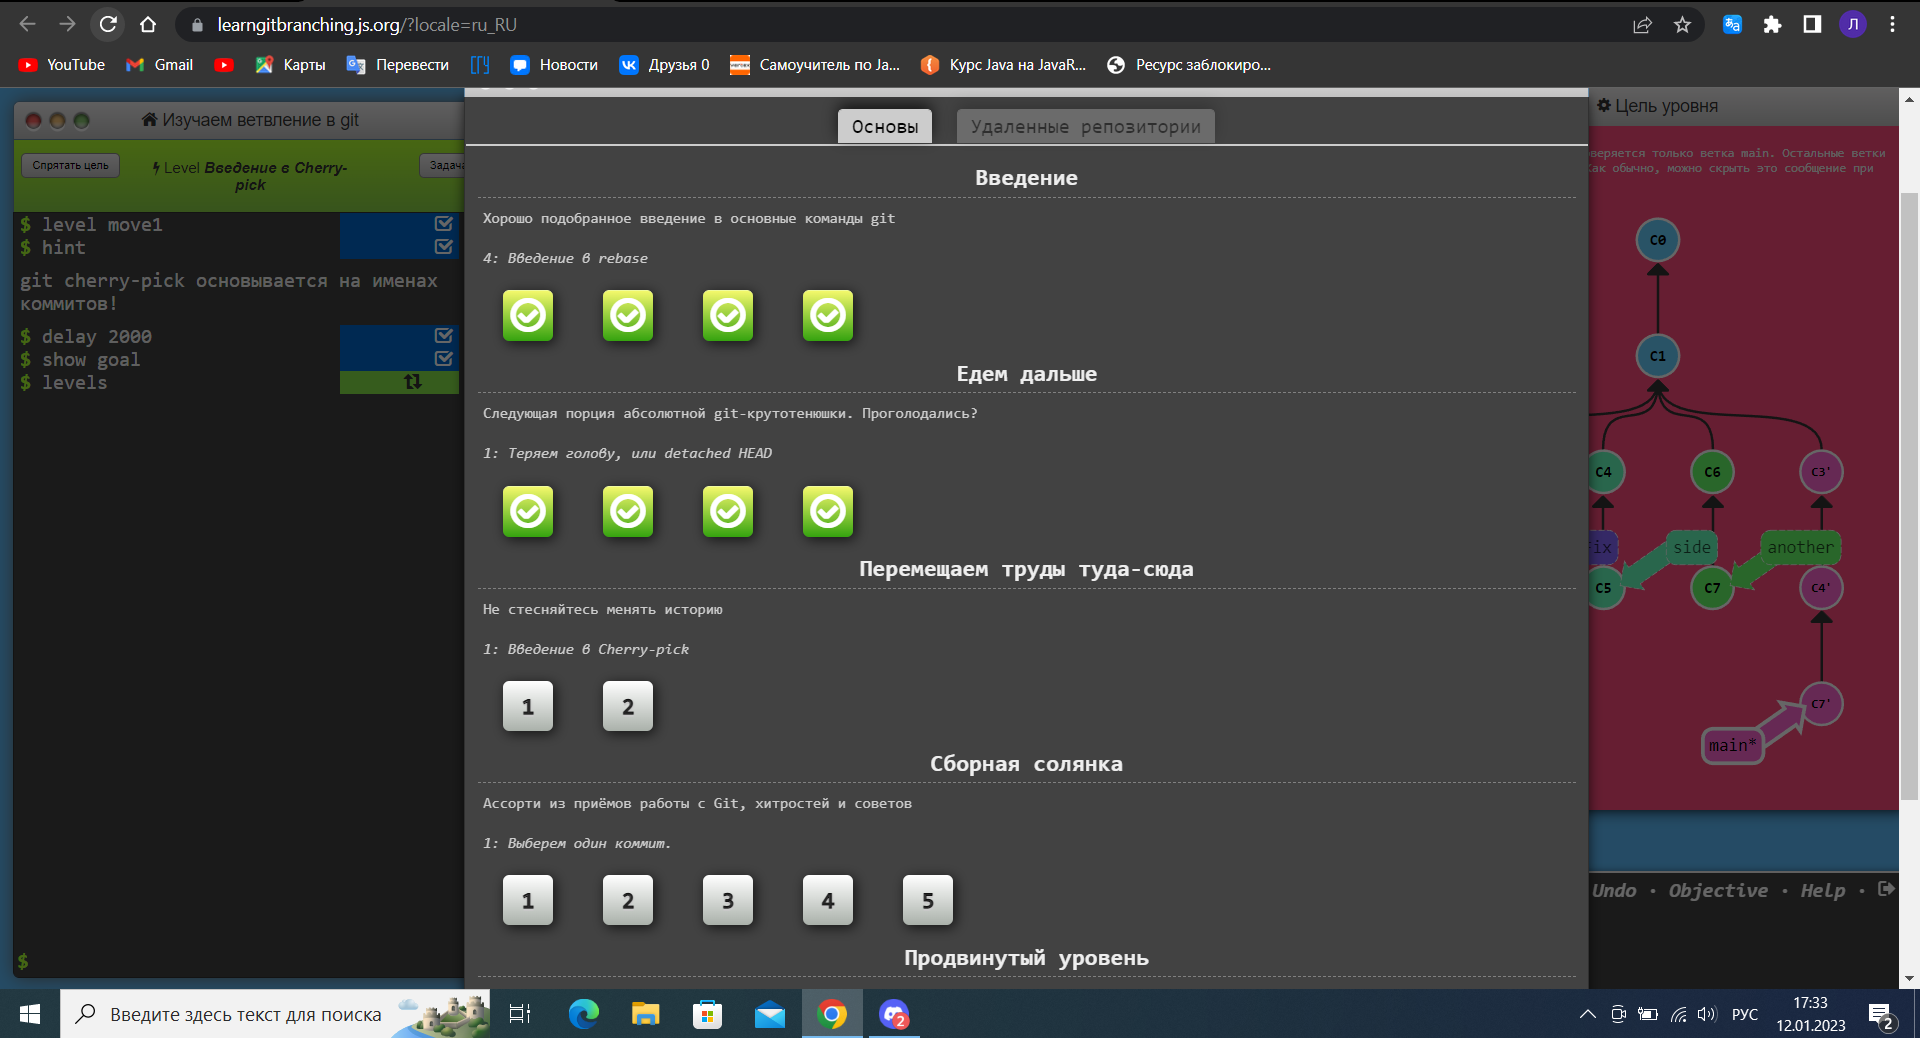 learngitbranching.js.org/?locale=ru_RU
Л
YouTube
Gmail
Карты
Перевести
Новости
Друзья 0
Самоучитель по Ja...
Курс Java на JavaR...
Ресурс заблокиро...
Изучаем ветвление в git
Спрятать цель
Level Введение в Cherry-
pick
Задача
$ level move1
$ hint
git cherry-pick основывается на именах
коммитов!
$ delay 2000
$ show goal
$ levels
$
Основы
Удаленные репозитории
Введение
Хорошо подобранное введение в основные команды git
4: Введение в rebase
Едем дальше
Следующая порция абсолютной git-крутотенюшки. Проголодались?
1: Теряем голову, или detached HEAD
Перемещаем труды туда-сюда
Не стесняйтесь менять историю
1: Введение в Cherry-pick
1
2
Сборная солянка
Ассорти из приёмов работы с Git, хитростей и советов
1: Выберем один коммит.
1
2
3
4
5
Продвинутый уровень
Цель уровня
веряется только ветка main. Остальные ветки
Как обычно, можно скрыть это сообщение при
C0
C1
C4
C6
C3'
ix
side
another
C5
C7
C4'
C7'
main*
Undo • Objective • Help •
Введите здесь текст для поиска
2
РУС
17:33
12.01.2023
2